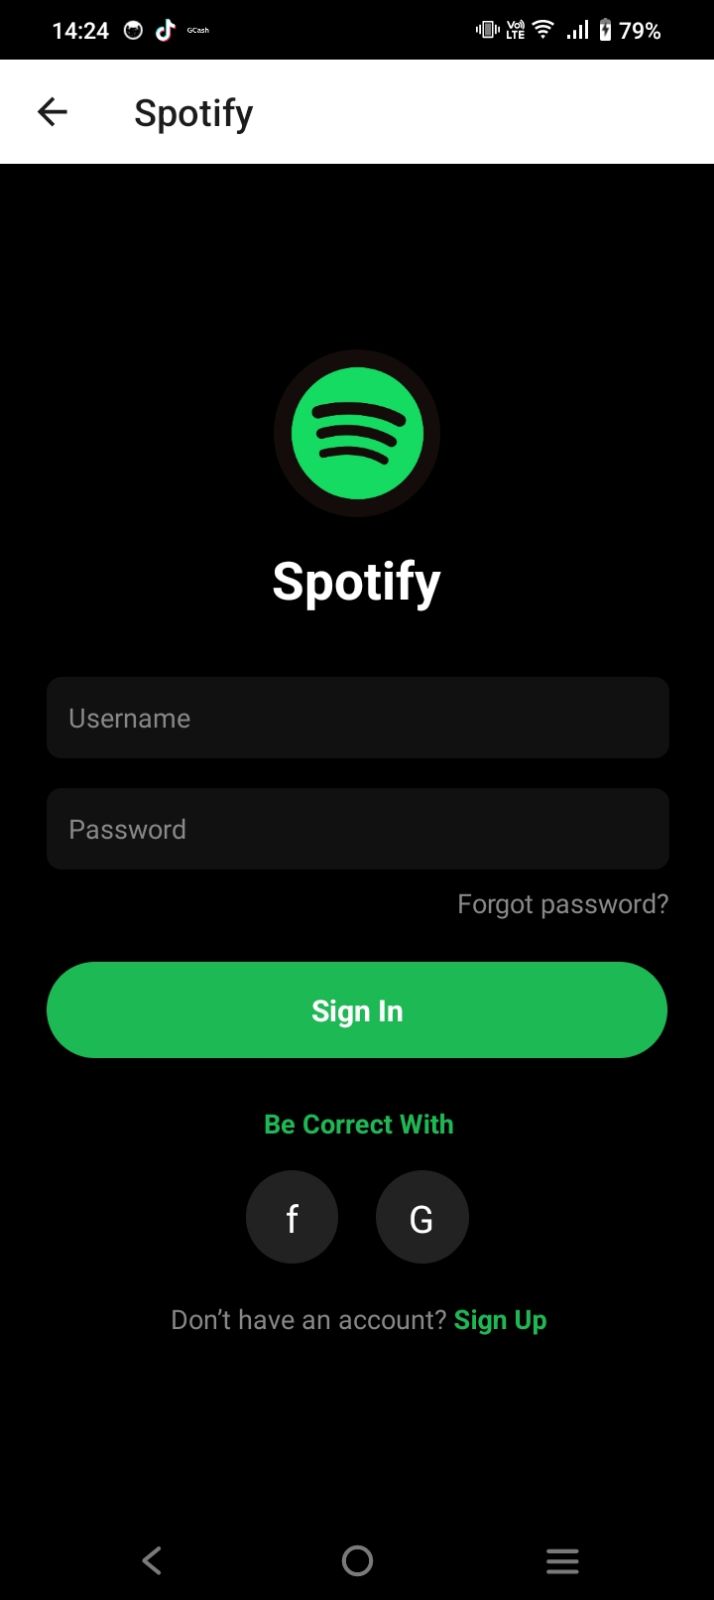 14:24 GCash Vo) LTE 79%
Spotify
Spotify
Username
Password
Forgot password?
Sign In
Be Correct With
f G
Don't have an account? Sign Up